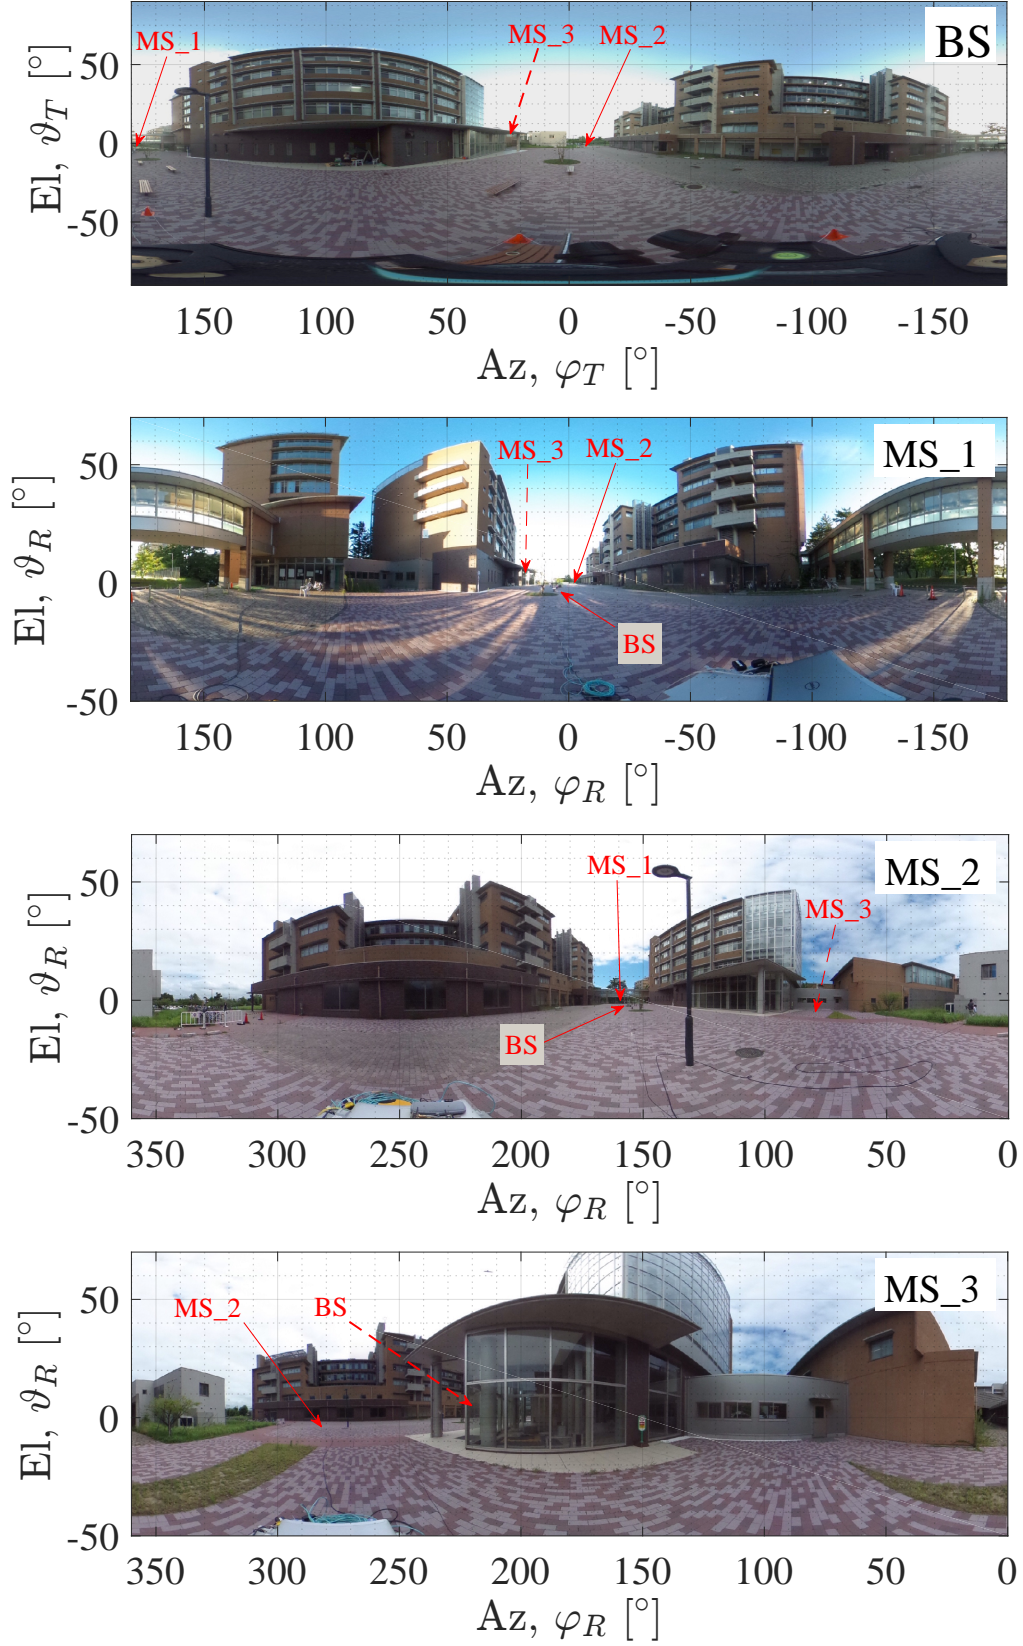 BS
MS_1
MS_3
MS_2
El, ϑ_T [°]
50
0
-50
150 100 50 0 -50 -100 -150
Az, φ_T [°]
MS_1
MS_3
MS_2
BS
El, ϑ_R [°]
50
0
-50
150 100 50 0 -50 -100 -150
Az, φ_R [°]
MS_2
MS_1
MS_3
BS
El, ϑ_R [°]
50
0
-50
350 300 250 200 150 100 50 0
Az, φ_R [°]
MS_3
MS_2
BS
El, ϑ_R [°]
50
0
-50
350 300 250 200 150 100 50 0
Az, φ_R [°]